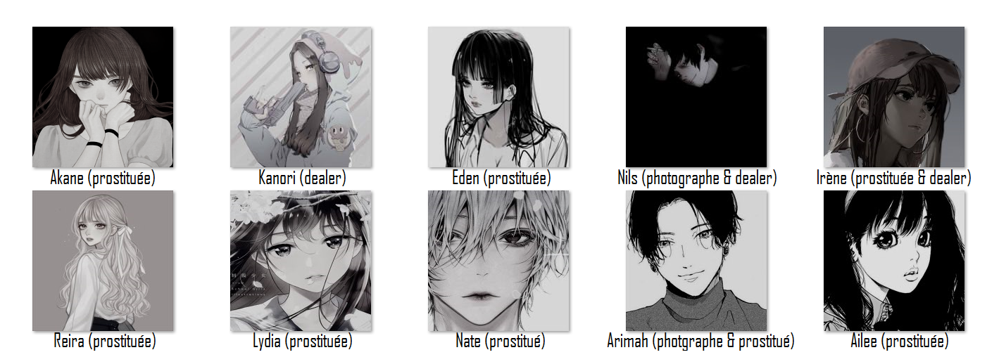 Akane (prostituée)
Kanori (dealer)
Eden (prostituée)
Nils (photographe & dealer)
Irène (prostituée & dealer)
Reira (prostituée)
Lydia (prostituée)
Nate (prostitué)
Arimah (photgraphe & prostitué)
Ailee (prostituée)